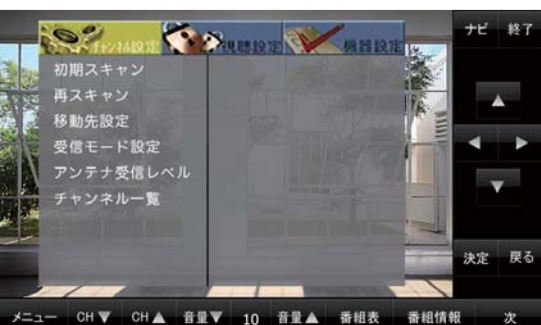 チャンネル設定 視聴設定 機器設定
初期スキャン
再スキャン
移動先設定
受信モード設定
アンテナ受信レベル
チャンネル一覧
ナビ 終了
▲
◀ ▶
▼
決定 戻る
メニュー CH▼ CH▲ 音量▼ 10 音量▲ 番組表 番組情報 次